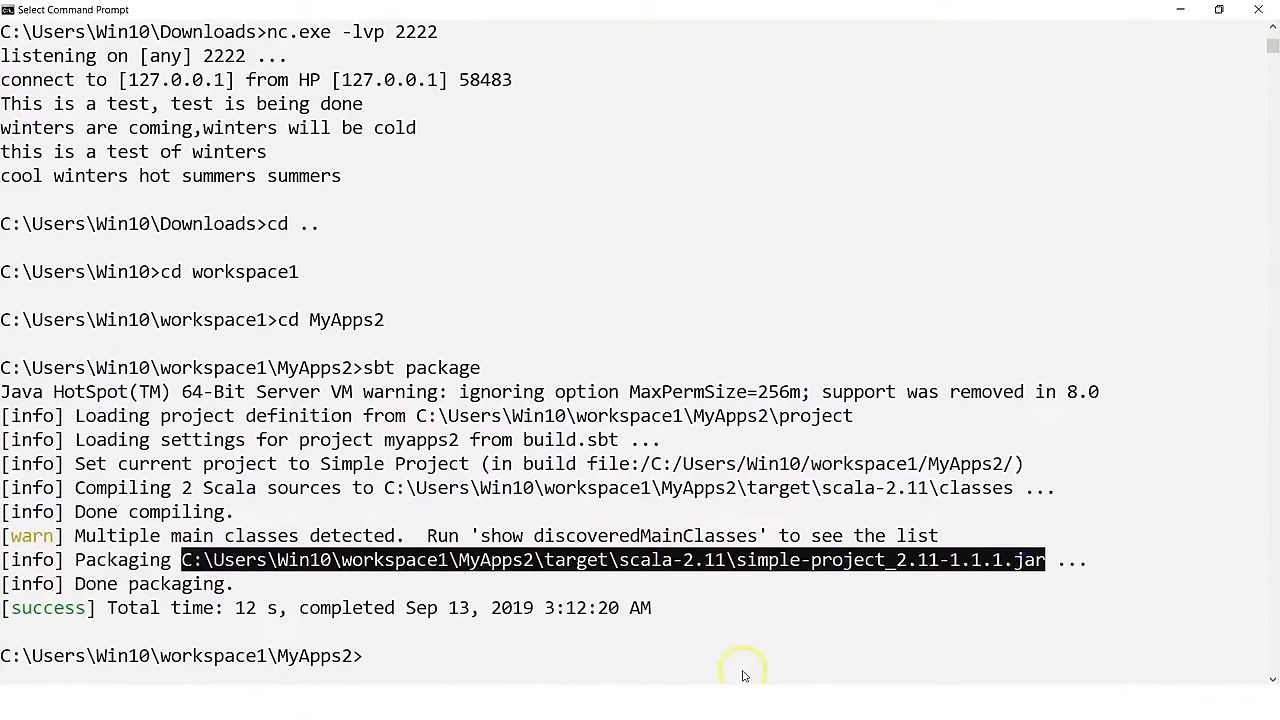 Select Command Prompt
C:\Users\Win10\Downloads>nc.exe -lvp 2222
listening on [any] 2222 ...
connect to [127.0.0.1] from HP [127.0.0.1] 58483
This is a test, test is being done
winters are coming,winters will be cold
this is a test of winters
cool winters hot summers summers
C:\Users\Win10\Downloads>cd ..
C:\Users\Win10>cd workspace1
C:\Users\Win10\workspace1>cd MyApps2
C:\Users\Win10\workspace1\MyApps2>sbt package
Java HotSpot(TM) 64-Bit Server VM warning: ignoring option MaxPermSize=256m; support was removed in 8.0
[info] Loading project definition from C:\Users\Win10\workspace1\MyApps2\project
[info] Loading settings for project myapps2 from build.sbt ...
[info] Set current project to Simple Project (in build file:/C:/Users/Win10/workspace1/MyApps2/)
[info] Compiling 2 Scala sources to C:\Users\Win10\workspace1\MyApps2\target\scala-2.11\classes ...
[info] Done compiling.
[warn] Multiple main classes detected.  Run 'show discoveredMainClasses' to see the list
[info] Packaging C:\Users\Win10\workspace1\MyApps2\target\scala-2.11\simple-project_2.11-1.1.1.jar ...
[info] Done packaging.
[success] Total time: 12 s, completed Sep 13, 2019 3:12:20 AM
C:\Users\Win10\workspace1\MyApps2>